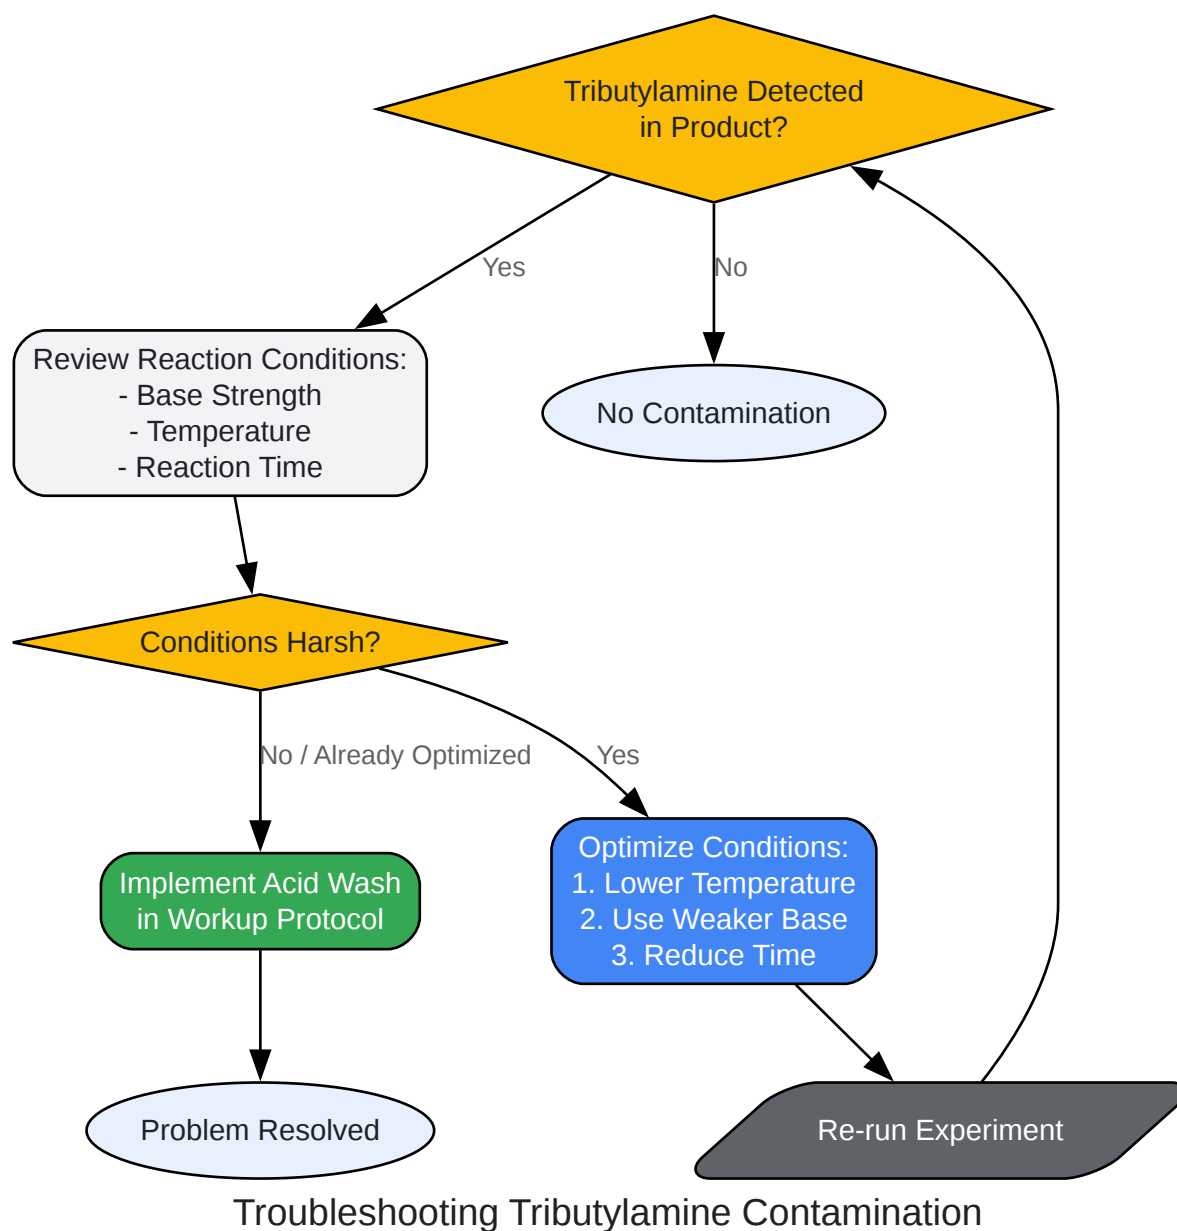 Tributylamine Detected
in Product?
Yes
No
Review Reaction Conditions:
- Base Strength
- Temperature
- Reaction Time
No Contamination
Conditions Harsh?
No / Already Optimized
Yes
Implement Acid Wash
in Workup Protocol
Optimize Conditions:
1. Lower Temperature
2. Use Weaker Base
3. Reduce Time
Problem Resolved
Re-run Experiment
Troubleshooting Tributylamine Contamination